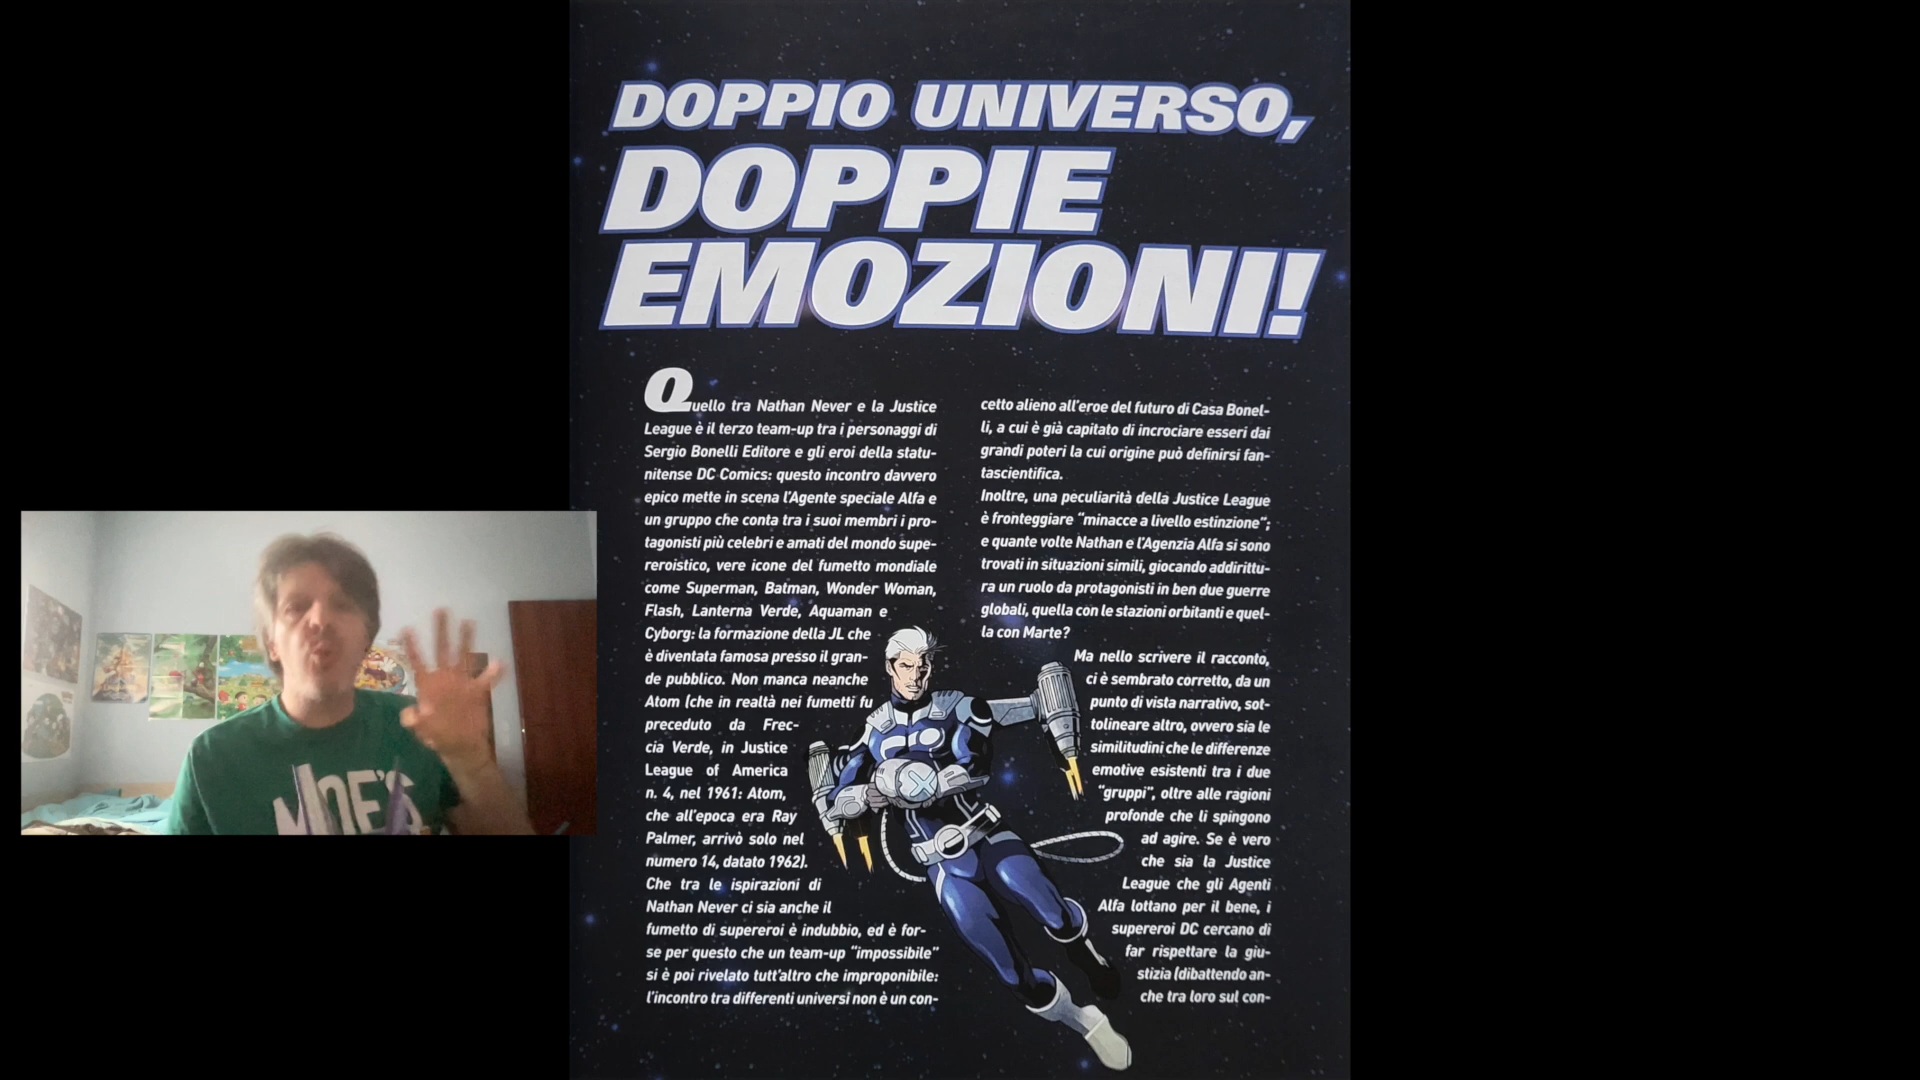 DOPPIO UNIVERSO,
DOPPIE
EMOZIONI!
Quello tra Nathan Never e la Justice
League è il terzo team-up tra i personaggi di
Sergio Bonelli Editore e gli eroi della statu-
nitense DC Comics: questo incontro davvero
epico mette in scena l'Agente speciale Alfa e
un gruppo che conta tra i suoi membri i pro-
tagonisti più celebri e amati del mondo supe-
reroistico, vere icone del fumetto mondiale
come Superman, Batman, Wonder Woman,
Flash, Lanterna Verde, Aquaman e
Cyborg: la formazione della JL che
è diventata famosa presso il gran-
de pubblico. Non manca neanche
Atom (che in realtà nei fumetti fu
preceduto da Frec-
cia Verde, in Justice
League of America
n. 4, nel 1961: Atom,
che all'epoca era Ray
Palmer, arrivò solo nel
numero 14, datato 1962).
Che tra le ispirazioni di
Nathan Never ci sia anche il
fumetto di supereroi è indubbio, ed è for-
se per questo che un team-up "impossibile"
si è poi rivelato tutt'altro che improponibile:
l'incontro tra differenti universi non è un con-
cetto alieno all'eroe del futuro di Casa Bonel-
li, a cui è già capitato di incrociare esseri dai
grandi poteri la cui origine può definirsi fan-
tascientifica.
Inoltre, una peculiarità della Justice League
è fronteggiare "minacce a livello estinzione";
e quante volte Nathan e l'Agenzia Alfa si sono
trovati in situazioni simili, giocando addirittu-
ra un ruolo da protagonisti in ben due guerre
globali, quella con le stazioni orbitanti e quel-
la con Marte?
Ma nello scrivere il racconto,
ci è sembrato corretto, da un
punto di vista narrativo, sot-
tolineare altro, ovvero sia le
similitudini che le differenze
emotive esistenti tra i due
"gruppi", oltre alle ragioni
profonde che li spingono
ad agire. Se è vero
che sia la Justice
League che gli Agenti
Alfa lottano per il bene, i
supereroi DC cercano di
far rispettare la giu-
stizia (dibattendo an-
che tra loro sul con-
MOE'S